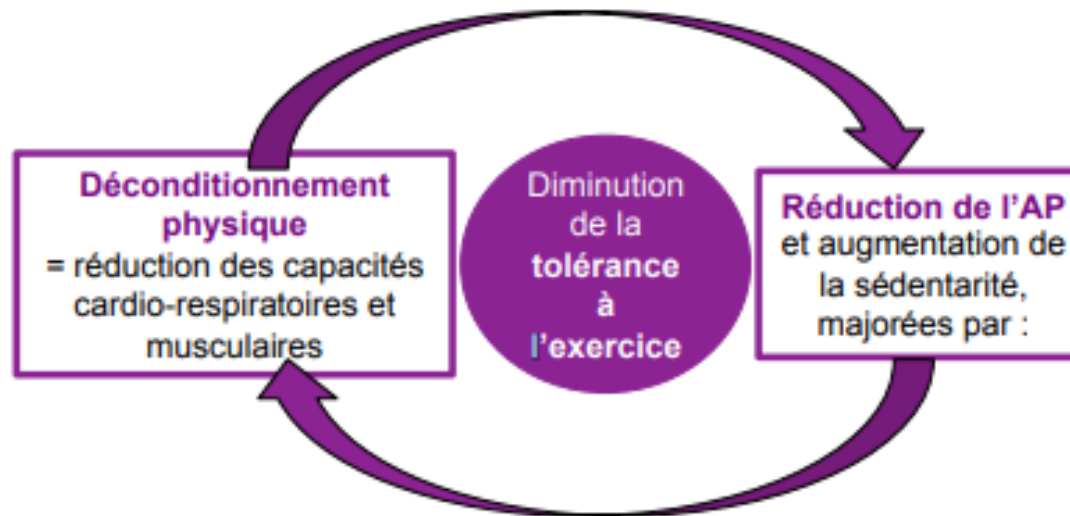 Déconditionnement
physique
= réduction des capacités
cardio-respiratoires et
musculaires
Diminution
de la
tolérance
à
l'exercice
Réduction de l'AP
et augmentation de
la sédentarité,
majorées par :